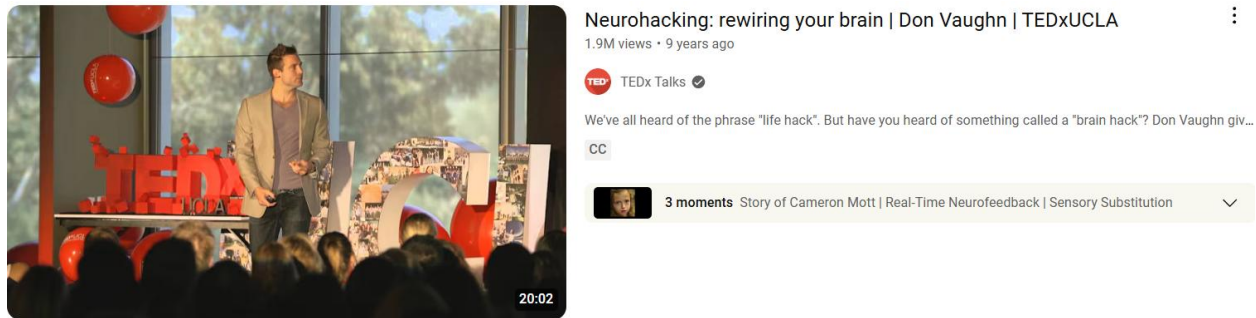 Neurohacking: rewiring your brain | Don Vaughn | TEDxUCLA
1.9M views • 9 years ago
TEDx Talks
We've all heard of the phrase "life hack". But have you heard of something called a "brain hack"? Don Vaughn giv...
CC
3 moments Story of Cameron Mott | Real-Time Neurofeedback | Sensory Substitution
TEDx
UCLA
20:02